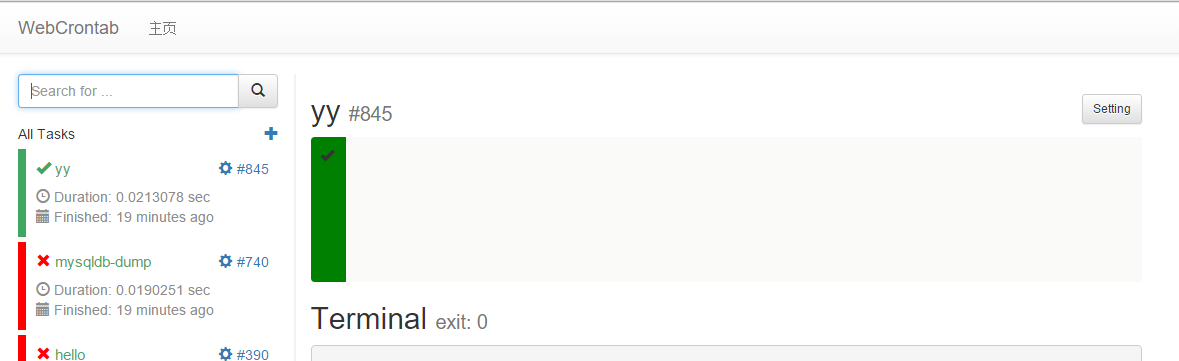 WebCrontab 主页
Search for ...
All Tasks
yy #845
Duration: 0.0213078 sec
Finished: 19 minutes ago
mysqldb-dump #740
Duration: 0.0190251 sec
Finished: 19 minutes ago
hello #390
yy #845
Setting
Terminal exit: 0